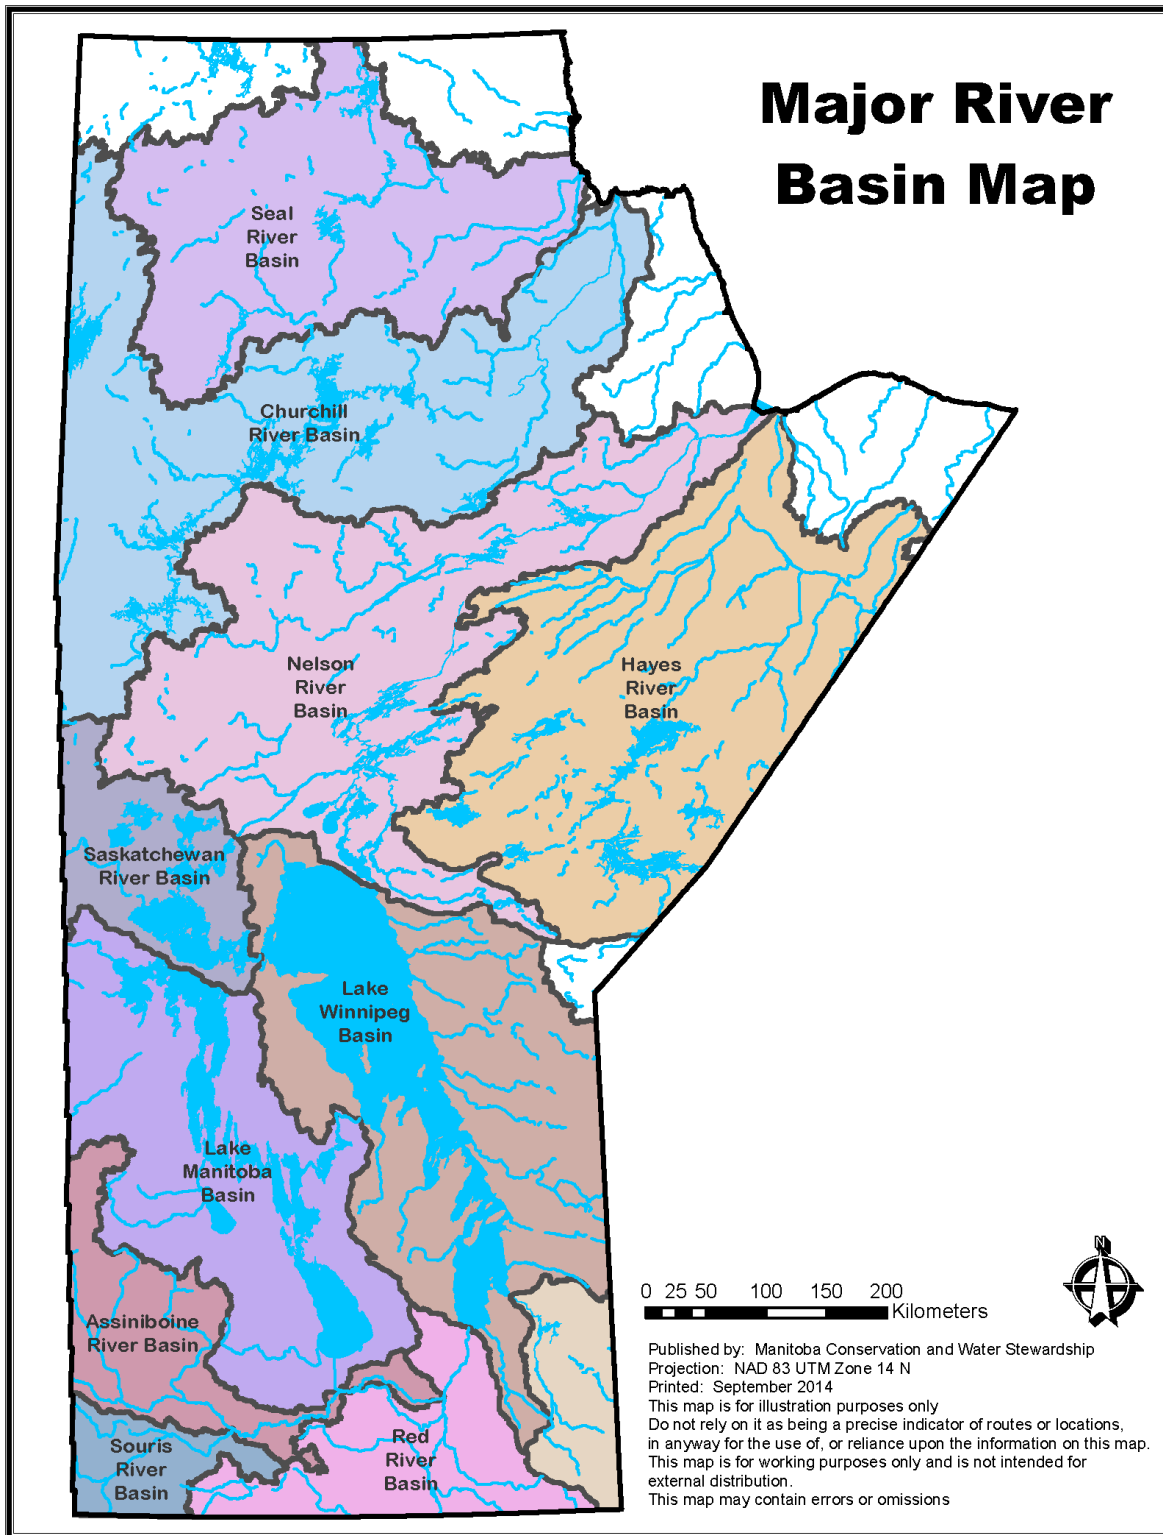 Major River
Basin Map
Seal
River
Basin
Churchill
River Basin
Nelson
River
Basin
Hayes
River
Basin
Saskatchewan
River Basin
Lake
Winnipeg
Basin
Lake
Manitoba
Basin
Assiniboine
River Basin
Souris
River
Basin
Red
River
Basin
N
0 25 50 100 150 200
Kilometers
Published by: Manitoba Conservation and Water Stewardship
Projection: NAD 83 UTM Zone 14 N
Printed: September 2014
This map is for illustration purposes only
Do not rely on it as being a precise indicator of routes or locations,
in anyway for the use of, or reliance upon the information on this map.
This map is for working purposes only and is not intended for
external distribution.
This map may contain errors or omissions